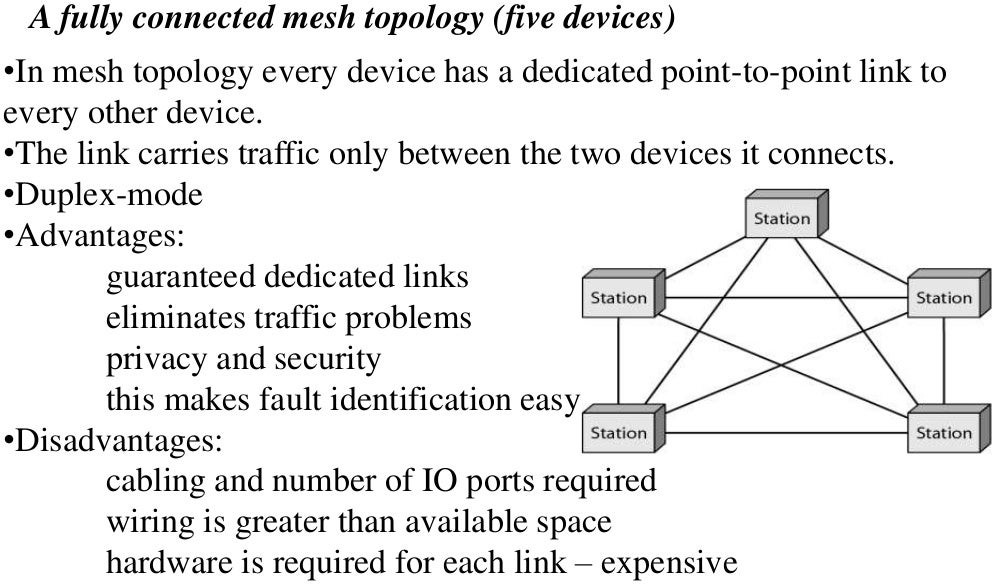 A fully connected mesh topology (five devices)
•In mesh topology every device has a dedicated point-to-point link to
every other device.
•The link carries traffic only between the two devices it connects.
•Duplex-mode
•Advantages:
guaranteed dedicated links
eliminates traffic problems
privacy and security
this makes fault identification easy
•Disadvantages:
cabling and number of IO ports required
wiring is greater than available space
hardware is required for each link – expensive
Station
Station
Station
Station
Station